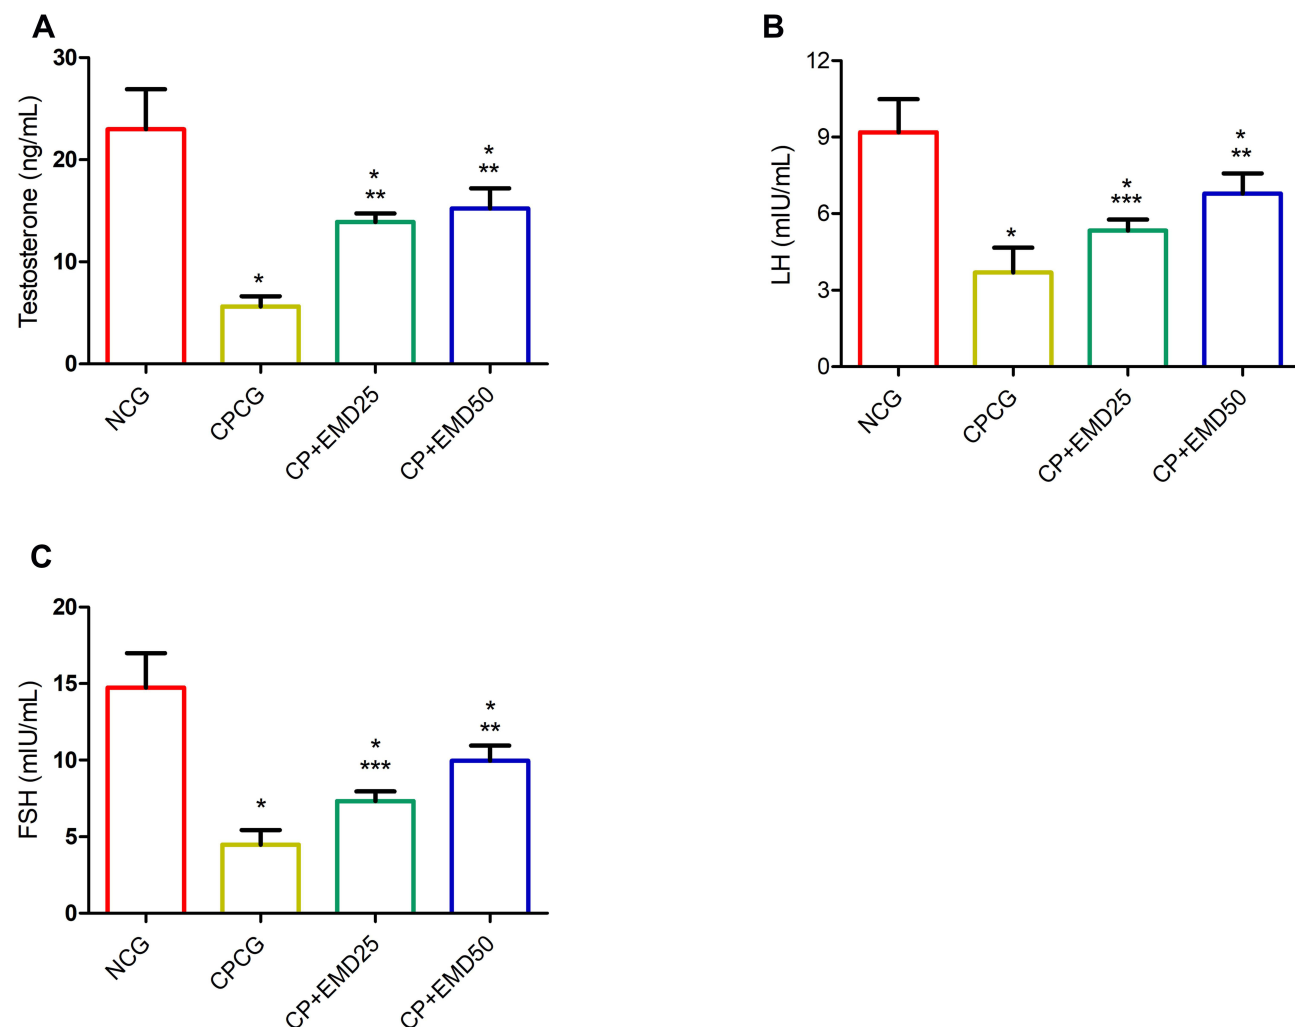 A
Testosterone (ng/mL)
30
20
10
0
*
*
**
*
**
NCG
CPCG
CP+EMD25
CP+EMD50
B
LH (mIU/mL)
12
9
6
3
0
*
*
***
*
**
NCG
CPCG
CP+EMD25
CP+EMD50
C
FSH (mIU/mL)
20
15
10
5
0
*
*
***
*
**
NCG
CPCG
CP+EMD25
CP+EMD50